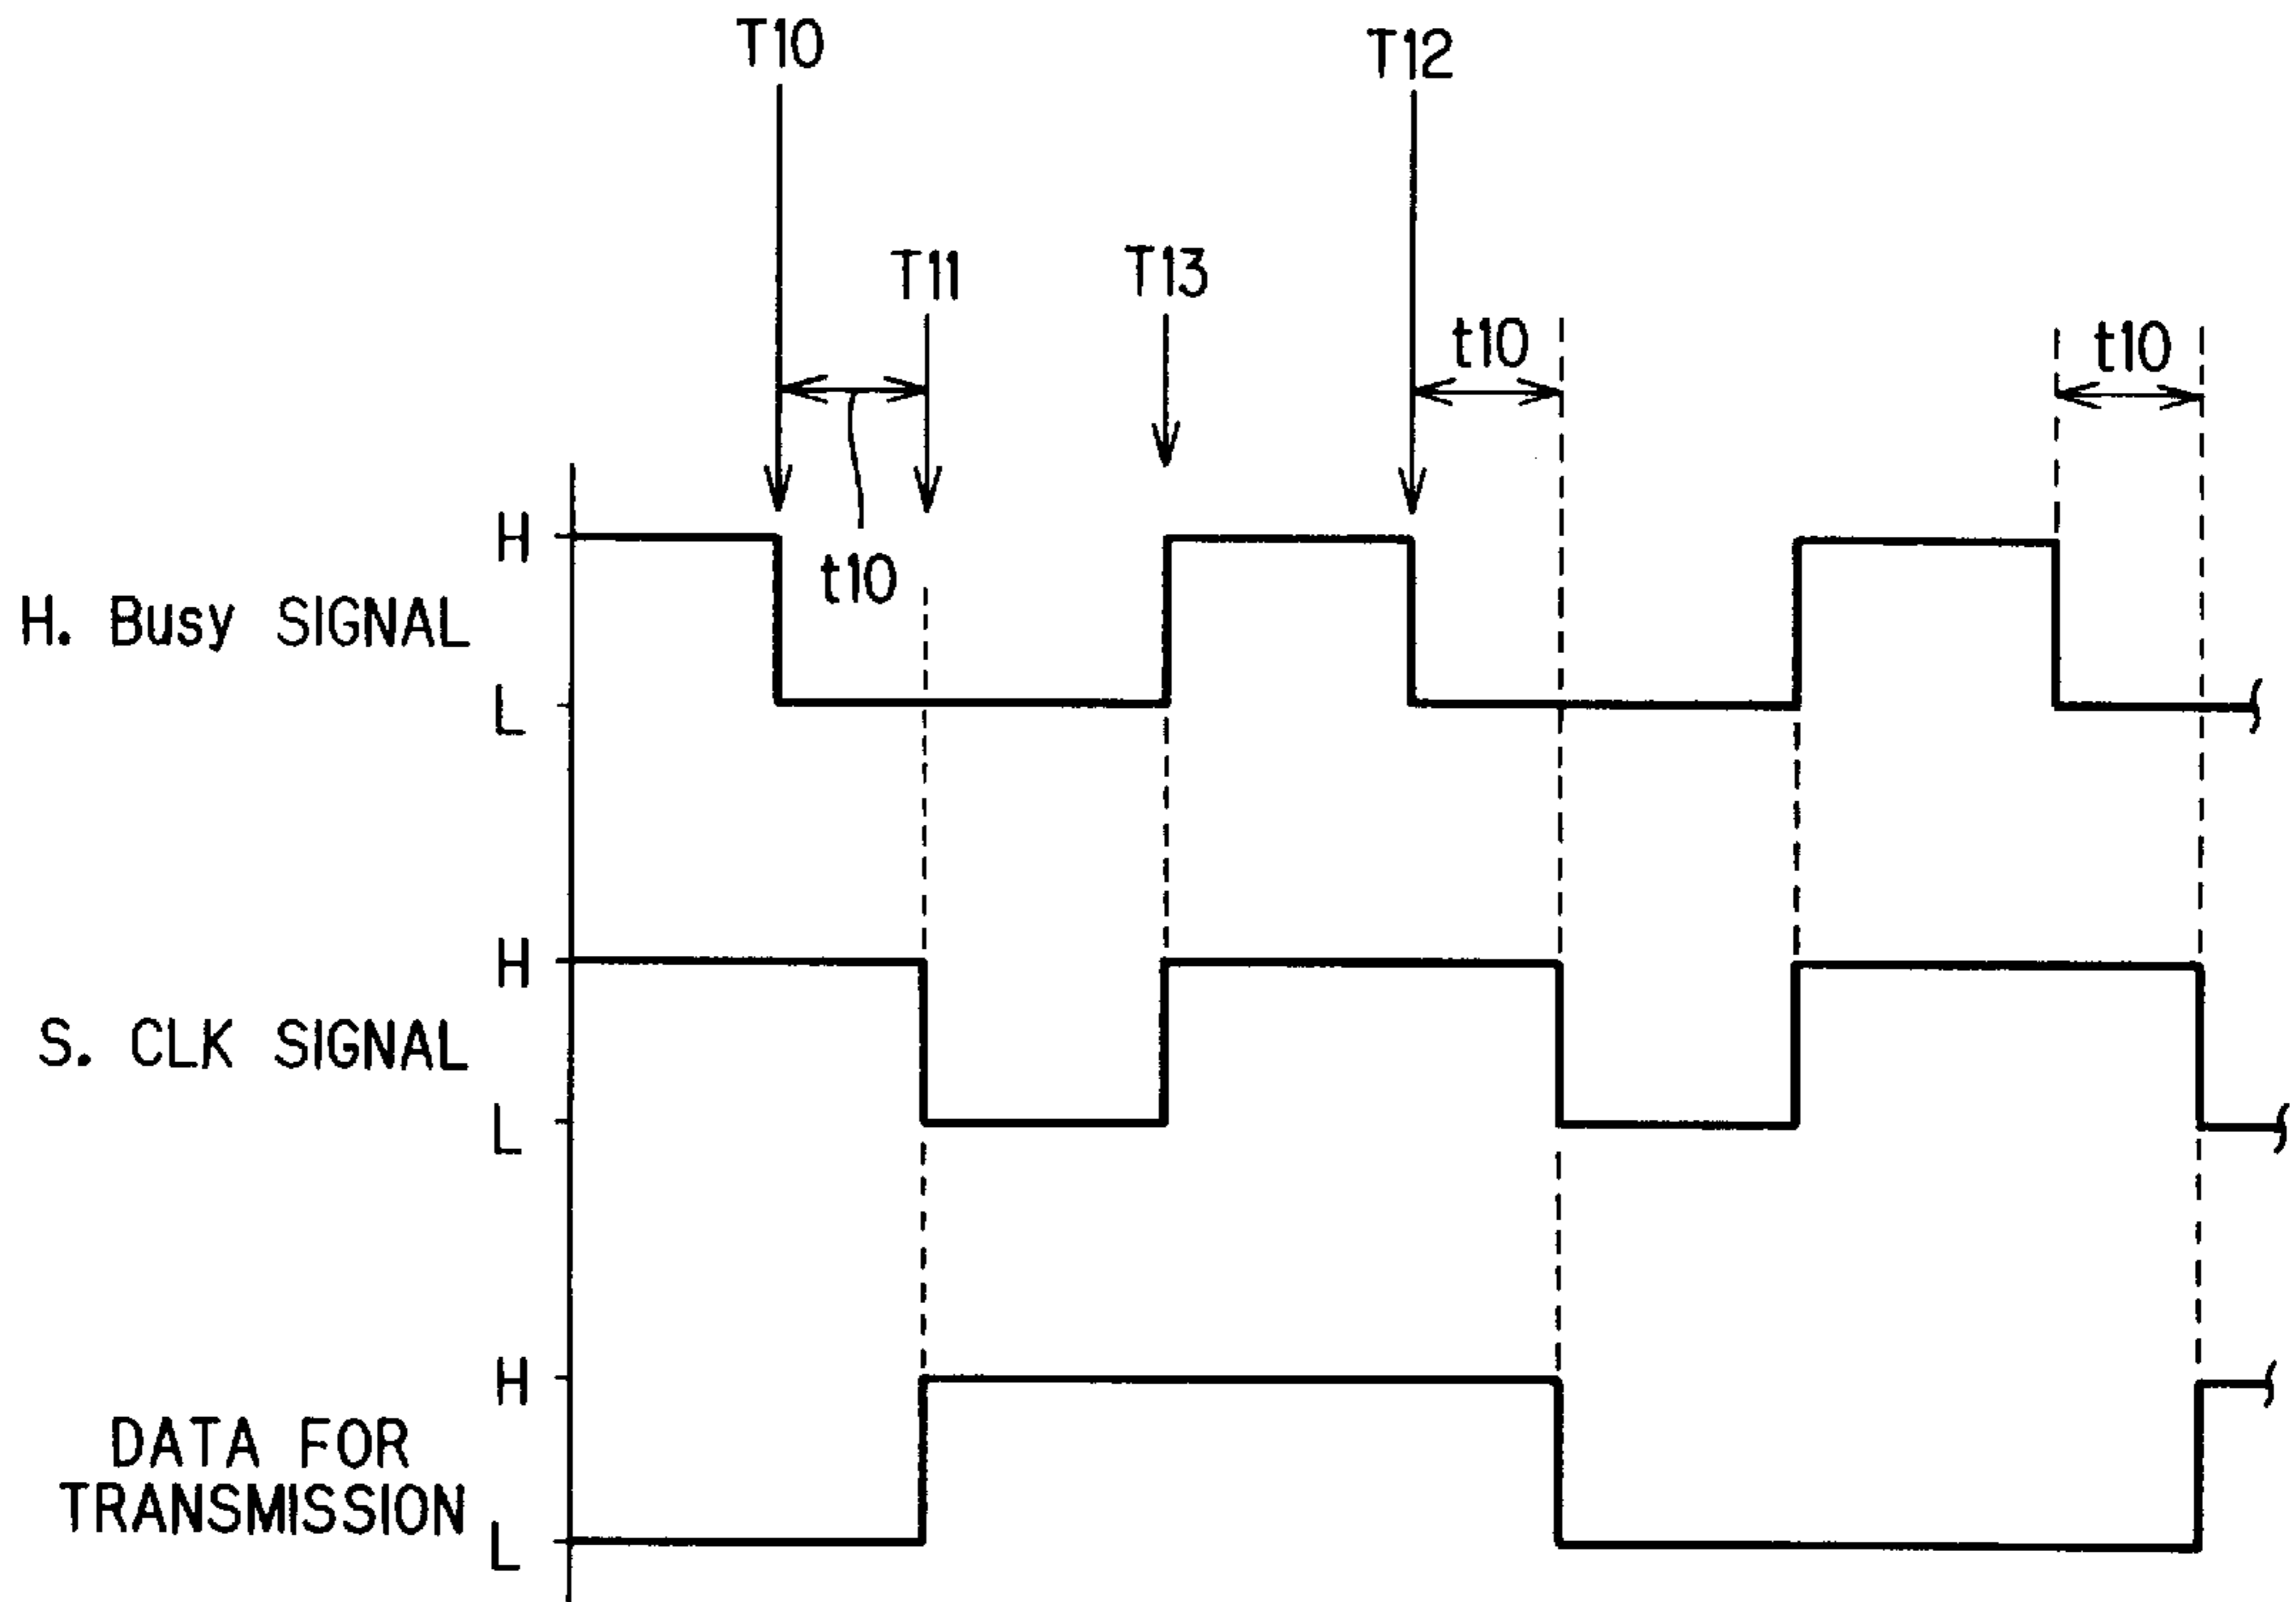 T10
T12
T11
T13
t10
t10
t10
H
H. Busy SIGNAL
L
H
S. CLK SIGNAL
L
H
DATA FOR
TRANSMISSION
L